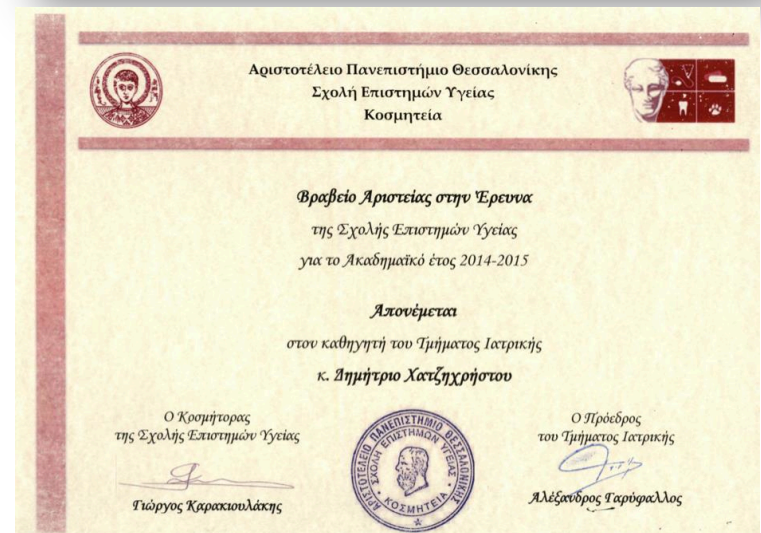 Αριστοτέλειο Πανεπιστήμιο Θεσσαλονίκης
Σχολή Επιστημών Υγείας
Κοσμητεία
Βραβείο Αριστείας στην Έρευνα
της Σχολής Επιστημών Υγείας
για το Ακαδημαϊκό έτος 2014-2015
Απονέμεται
στον καθηγητή του Τμήματος Ιατρικής
κ. Δημήτριο Χατζηχρήστου
Ο Κοσμήτορας
της Σχολής Επιστημών Υγείας
Γιώργος Καρακιουλάκης
ΑΡΙΣΤΟΤΕΛΕΙΟ ΠΑΝΕΠΙΣΤΗΜΙΟ ΘΕΣΣΑΛΟΝΙΚΗΣ
ΣΧΟΛΗ ΕΠΙΣΤΗΜΩΝ ΥΓΕΙΑΣ
ΚΟΣΜΗΤΕΙΑ
Ο Πρόεδρος
του Τμήματος Ιατρικής
Αλέξανδρος Γαρύφαλλος